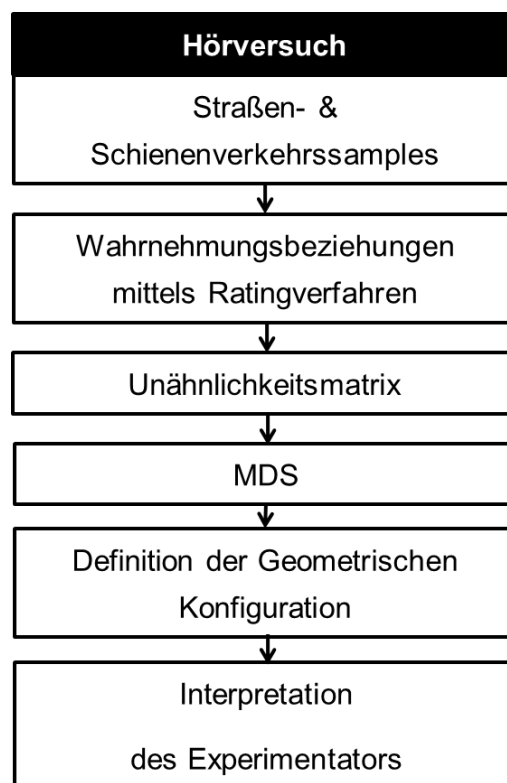 Hörversuch
Straßen- &
Schienenverkehrssamples
Wahrnehmungsbeziehungen
mittels Ratingverfahren
Unähnlichkeitsmatrix
MDS
Definition der Geometrischen
Konfiguration
Interpretation
des Experimentators